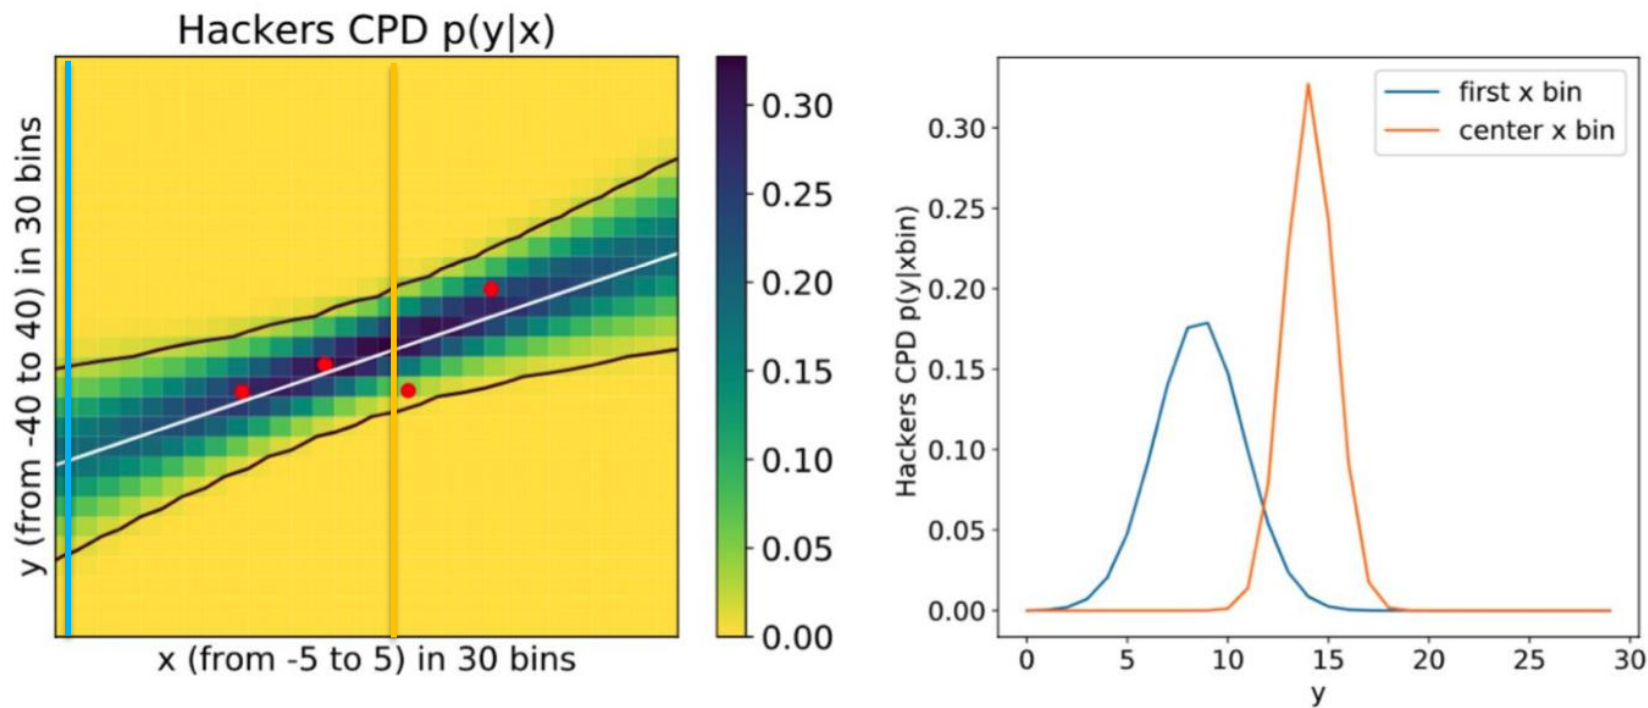 Hackers CPD p(y|x)
y (from -40 to 40) in 30 bins
x (from -5 to 5) in 30 bins
0.30
0.25
0.20
0.15
0.10
0.05
0.00
first x bin
center x bin
Hackers CPD p(y|xbin)
0.30
0.25
0.20
0.15
0.10
0.05
0.00
0 5 10 15 20 25 30
y